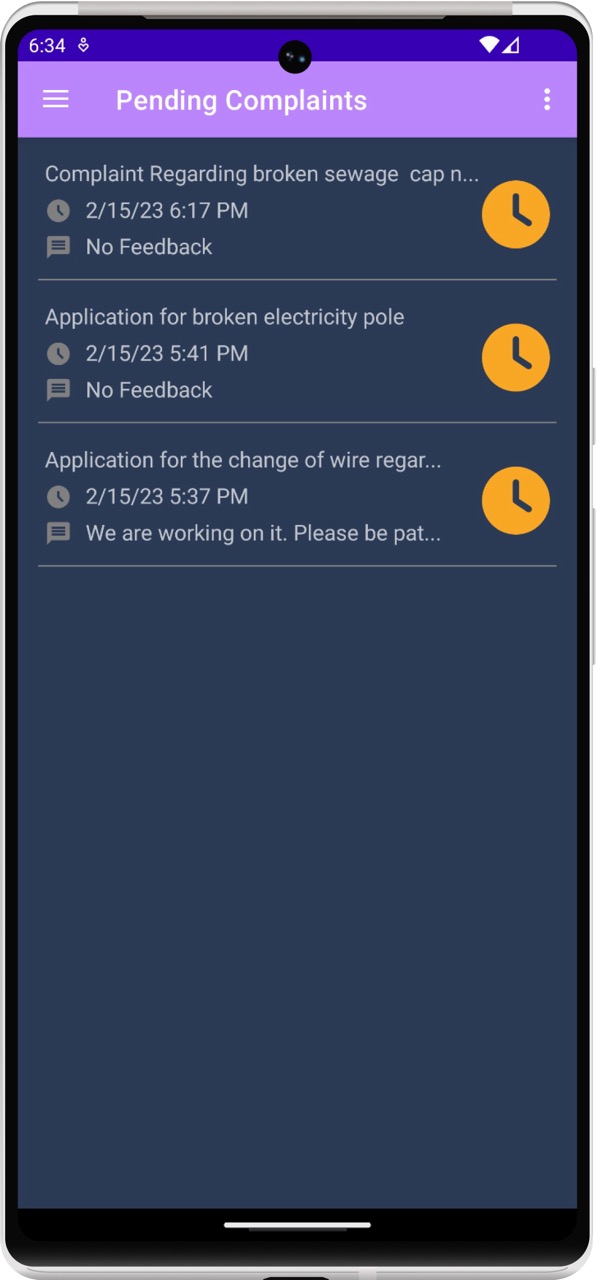 6:34
Pending Complaints
Complaint Regarding broken sewage  cap n...
2/15/23 6:17 PM
No Feedback
Application for broken electricity pole
2/15/23 5:41 PM
No Feedback
Application for the change of wire regar...
2/15/23 5:37 PM
We are working on it. Please be pat...